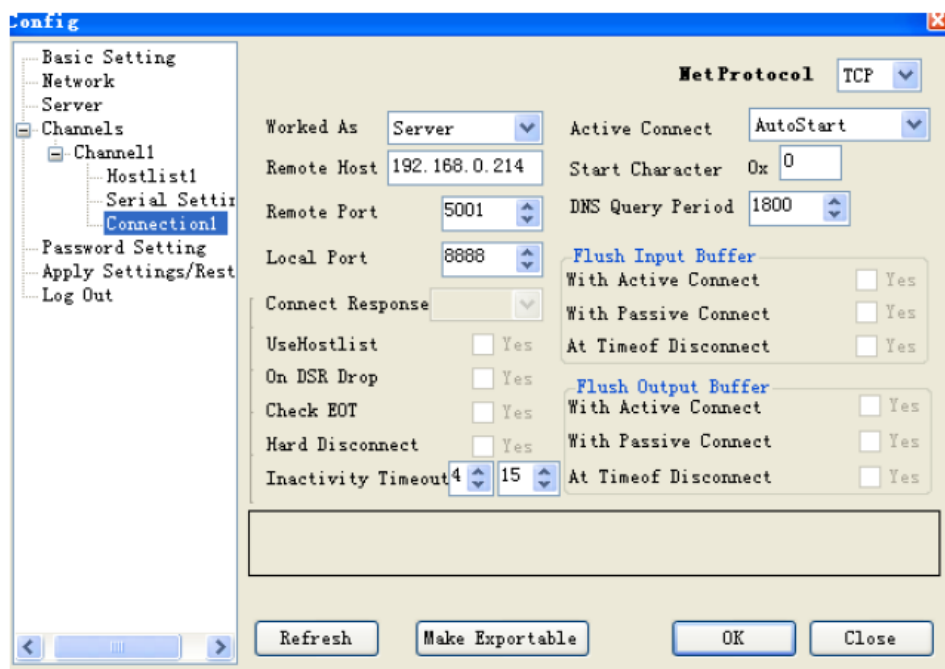 Config
Basic Setting
Network
Server
Channels
Channel1
Hostlist1
Serial Settin
Connection1
Password Setting
Apply Settings/Rest
Log Out
NetProtocol TCP
Worked As Server
Active Connect AutoStart
Remote Host 192.168.0.214
Start Character 0x 0
Remote Port 5001
DNS Query Period 1800
Local Port 8888
Flush Input Buffer
With Active Connect Yes
Connect Response
With Passive Connect Yes
UseHostlist Yes
At Timeof Disconnect Yes
On DSR Drop Yes
Flush Output Buffer
With Active Connect Yes
Check EOT Yes
With Passive Connect Yes
Hard Disconnect Yes
Inactivity Timeout 4 15
At Timeof Disconnect Yes
Refresh
Make Exportable
OK
Close